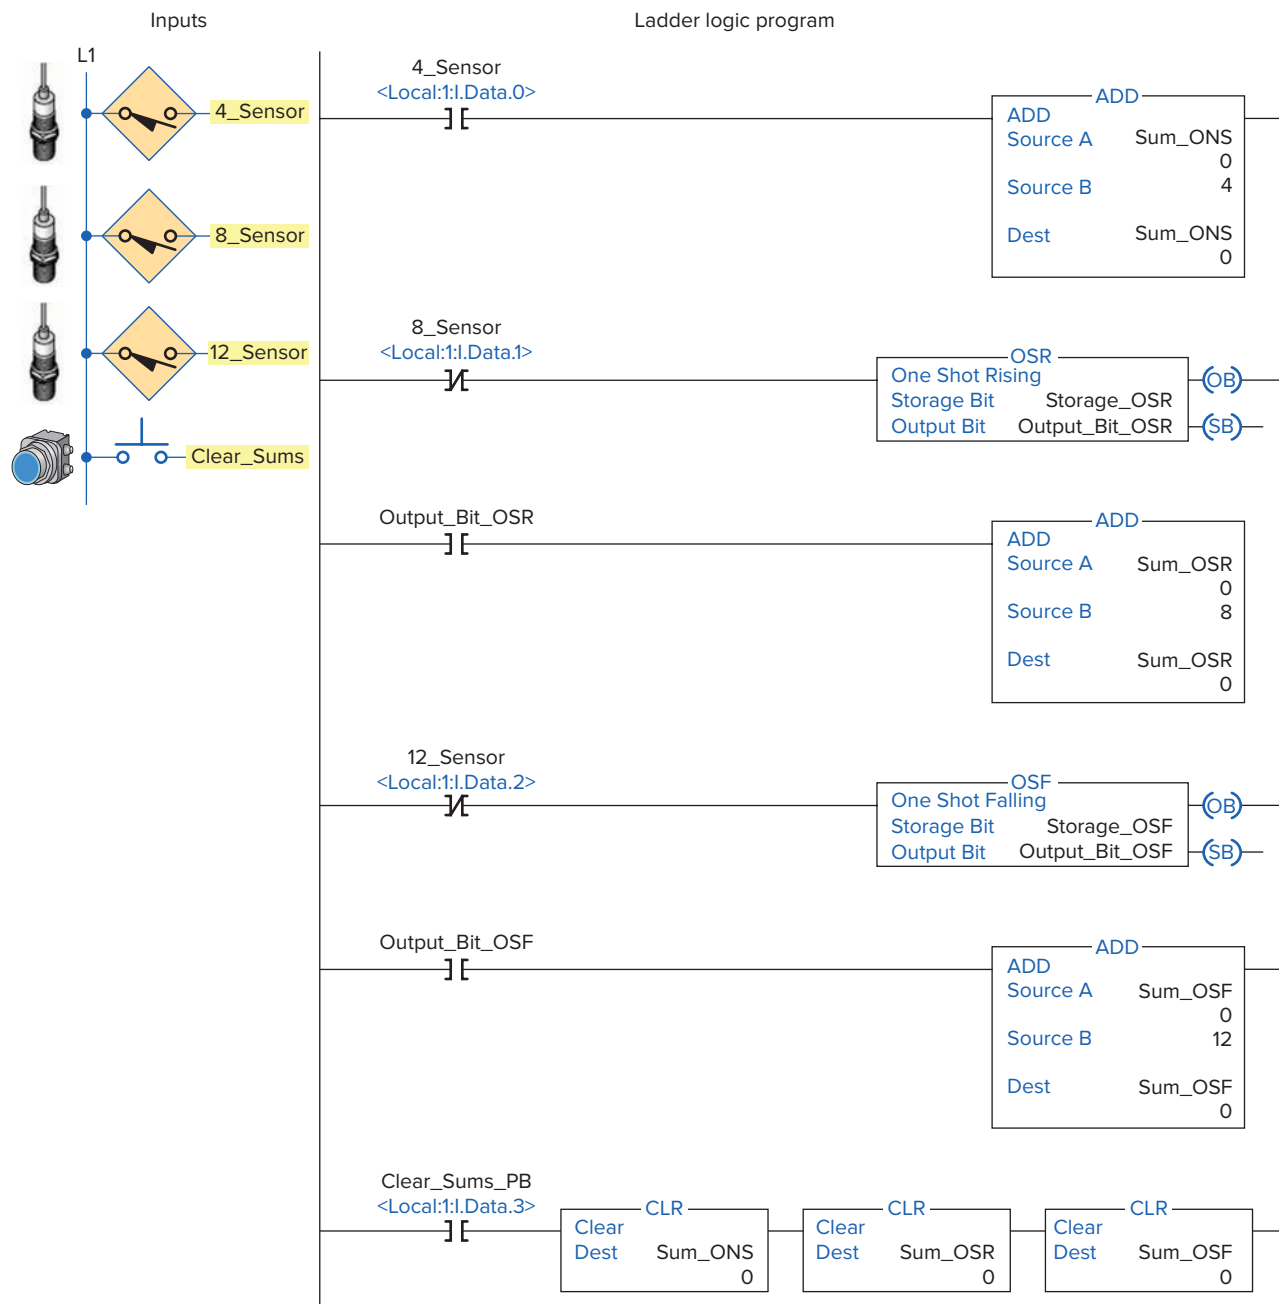 Inputs
Ladder logic program
L1
4_Sensor
8_Sensor
12_Sensor
Clear_Sums
4_Sensor
<Local:1:I.Data.0>
ADD
ADD
Source A Sum_ONS
0
Source B 4
Dest Sum_ONS
0
8_Sensor
<Local:1:I.Data.1>
OSR
One Shot Rising
Storage Bit Storage_OSR
Output Bit Output_Bit_OSR
OB
SB
Output_Bit_OSR
ADD
ADD
Source A Sum_OSR
0
Source B 8
Dest Sum_OSR
0
12_Sensor
<Local:1:I.Data.2>
OSF
One Shot Falling
Storage Bit Storage_OSF
Output Bit Output_Bit_OSF
OB
SB
Output_Bit_OSF
ADD
ADD
Source A Sum_OSF
0
Source B 12
Dest Sum_OSF
0
Clear_Sums_PB
<Local:1:I.Data.3>
CLR
Clear
Dest Sum_ONS
0
CLR
Clear
Dest Sum_OSR
0
CLR
Clear
Dest Sum_OSF
0